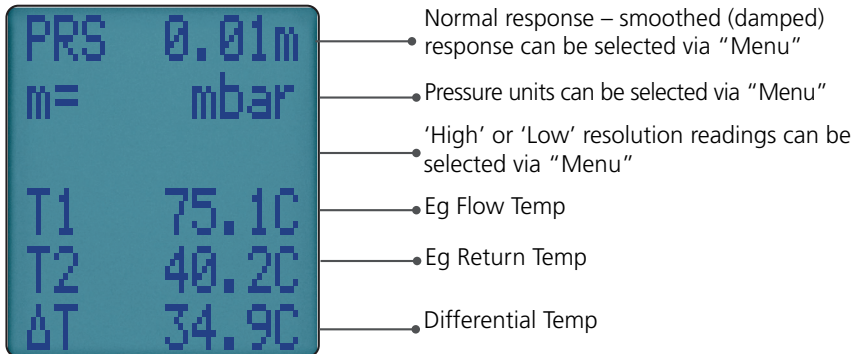 PRS 0.01m
Normal response – smoothed (damped)
response can be selected via “Menu”
m= mbar
Pressure units can be selected via “Menu”
‘High’ or ‘Low’ resolution readings can be
selected via “Menu”
T1 75.1C
Eg Flow Temp
T2 40.2C
Eg Return Temp
ΔT 34.9C
Differential Temp